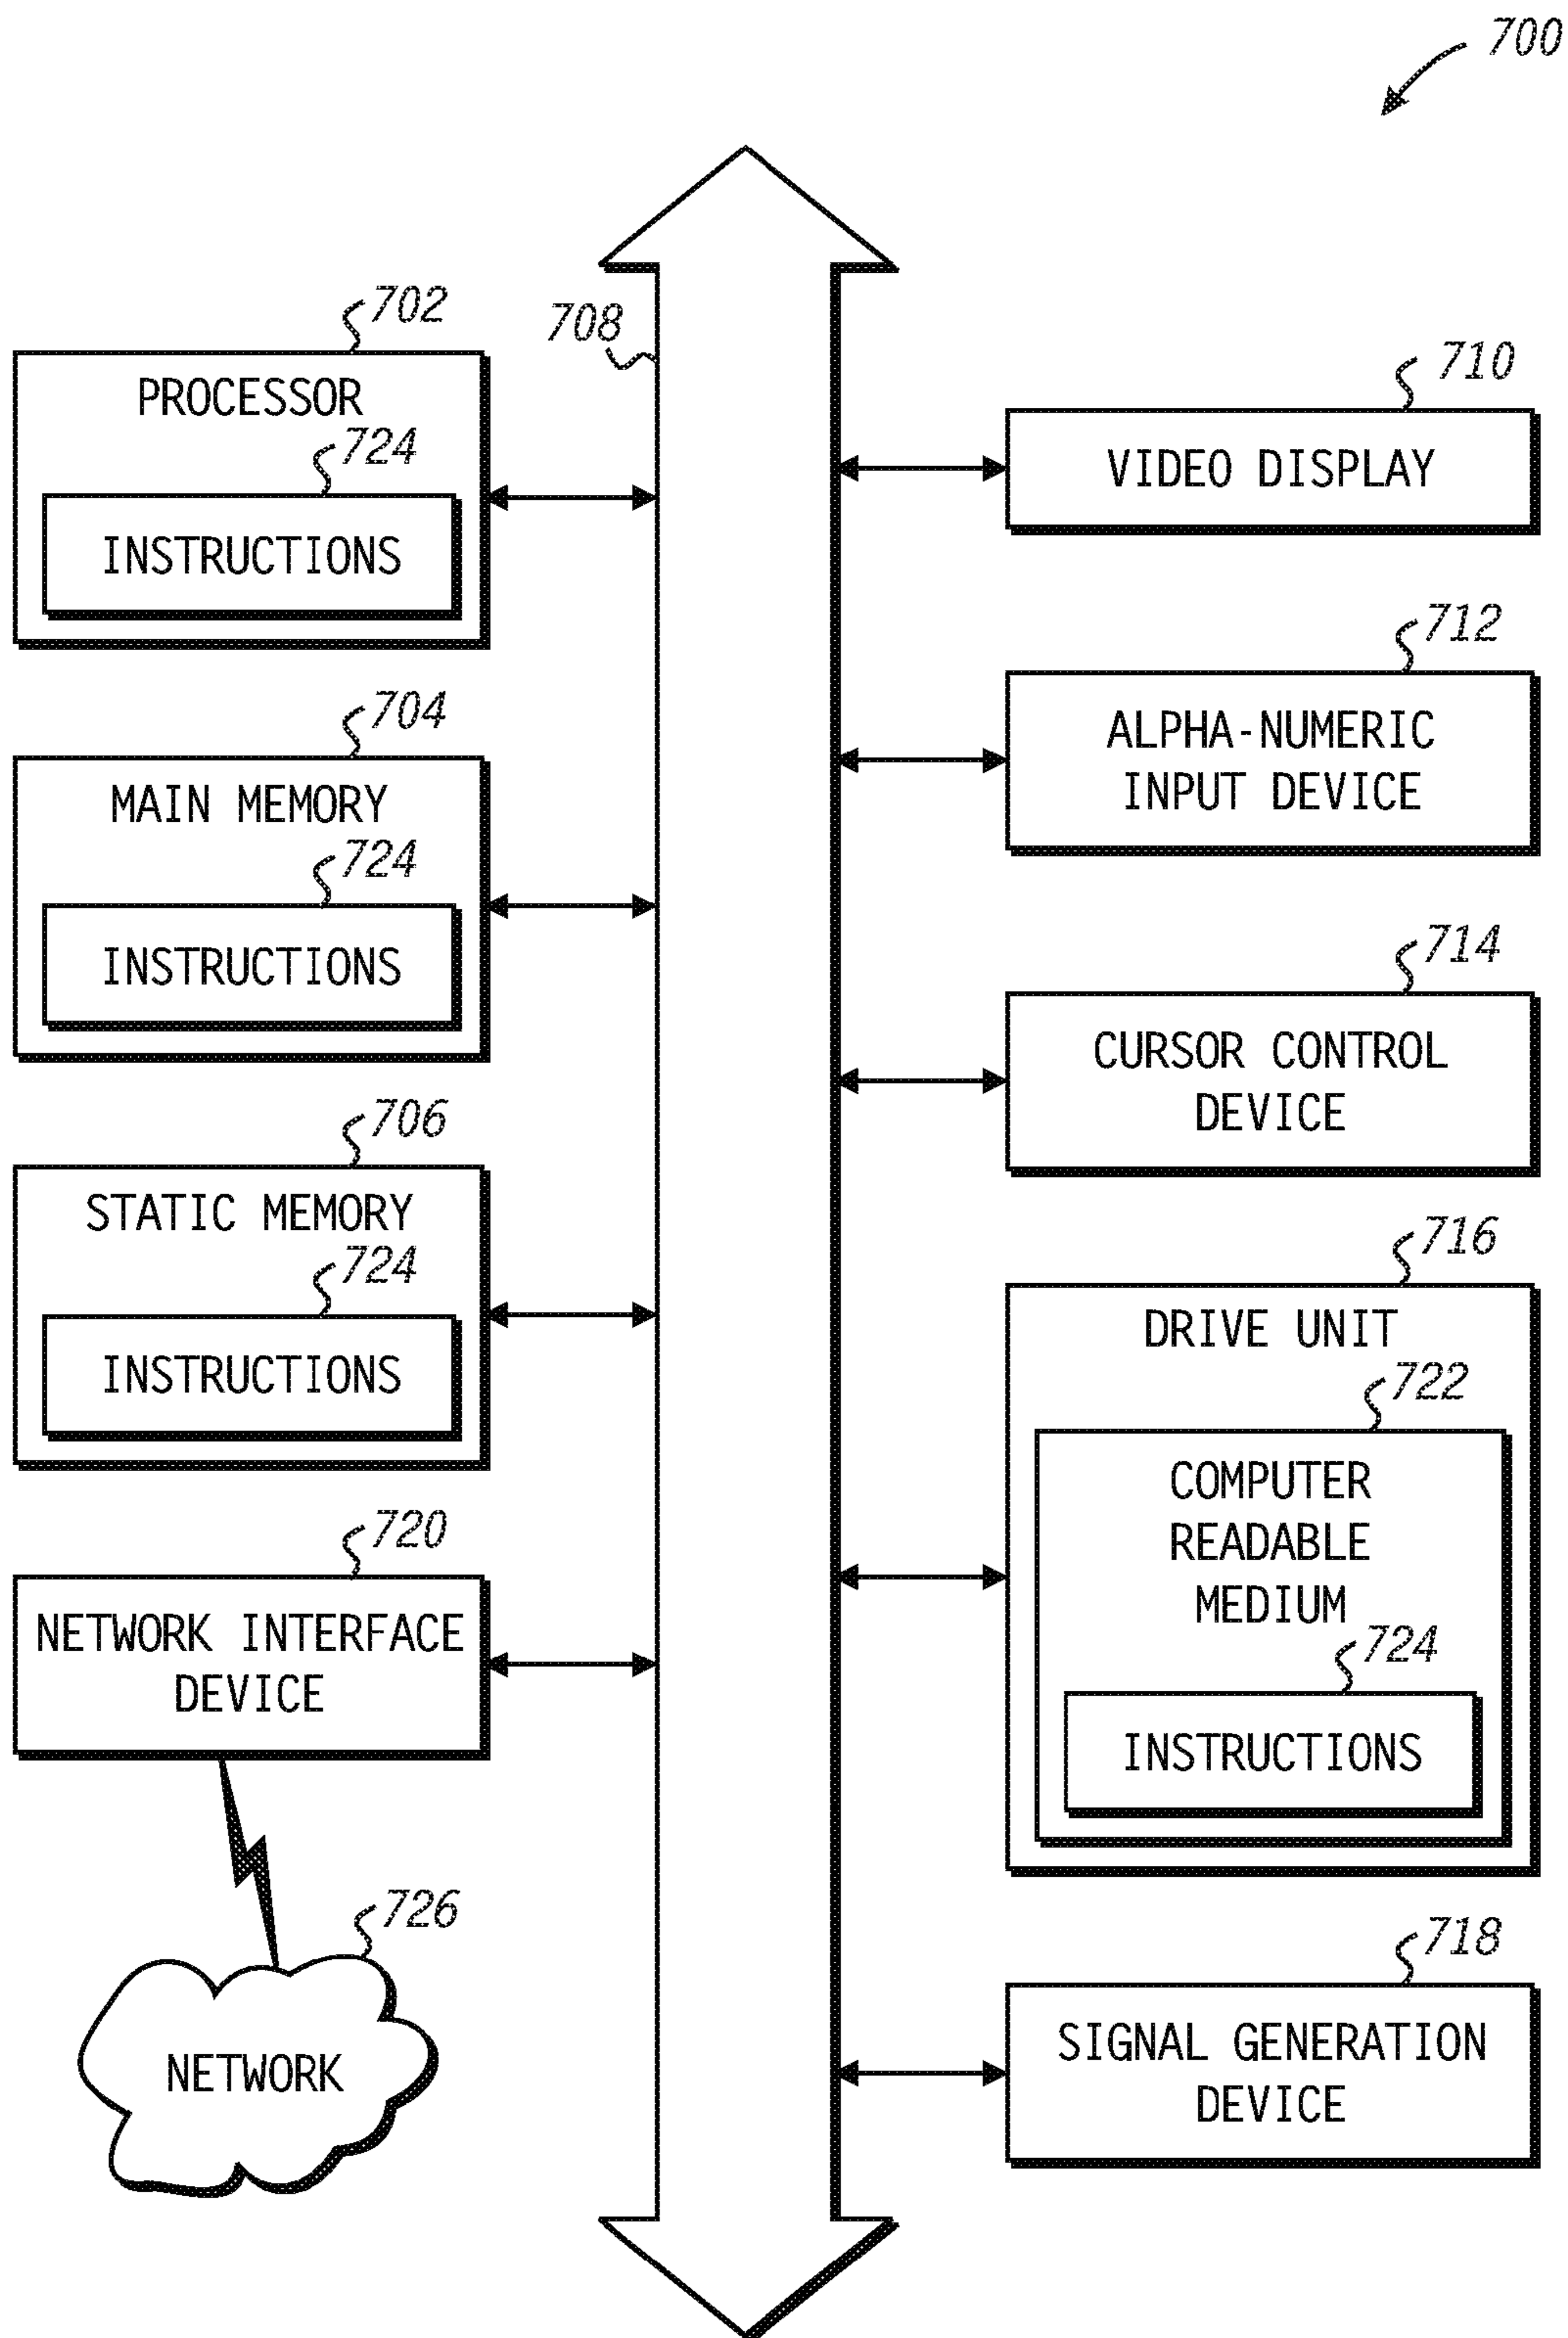 700
702
708
PROCESSOR
724
INSTRUCTIONS
704
MAIN MEMORY
724
INSTRUCTIONS
706
STATIC MEMORY
724
INSTRUCTIONS
720
NETWORK INTERFACE
DEVICE
726
NETWORK
710
VIDEO DISPLAY
712
ALPHA-NUMERIC
INPUT DEVICE
714
CURSOR CONTROL
DEVICE
716
DRIVE UNIT
722
COMPUTER
READABLE
MEDIUM
724
INSTRUCTIONS
718
SIGNAL GENERATION
DEVICE